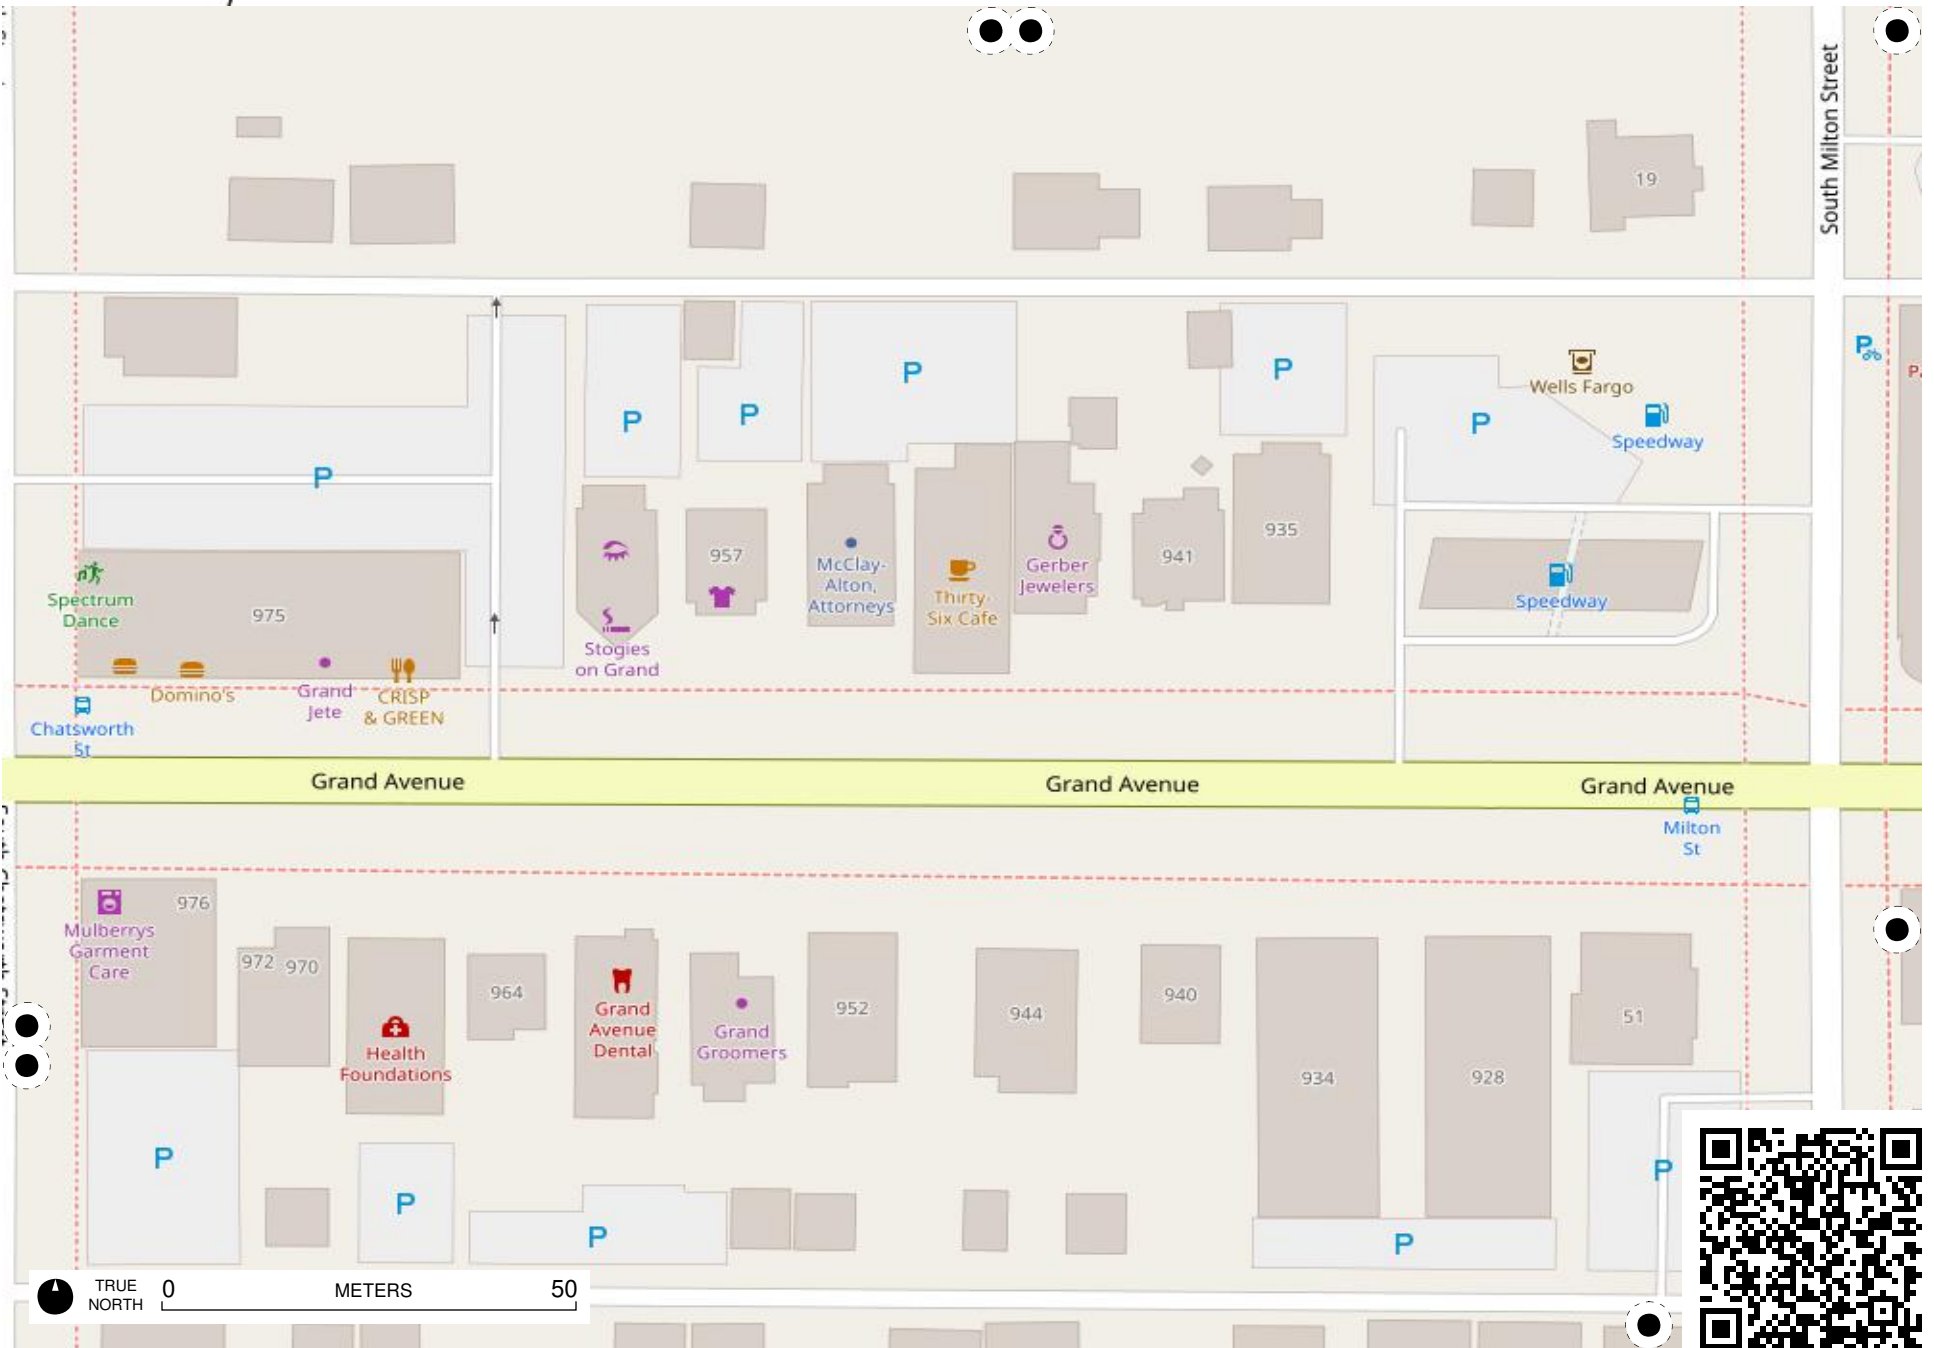 South Milton Street
19
P
P
P
P
P
Wells Fargo
P
Speedway
P
P
935
957
941
McClay-
Alton,
Attorneys
Gerber
Jewelers
Thirty-
Six Cafe
Speedway
Spectrum
Dance
975
Stogies
on Grand
Domino's
Grand
Jete
CRISP
& GREEN
Chatsworth
St
Grand Avenue
Grand Avenue
Grand Avenue
Milton
St
976
Mulberrys
Garment
Care
972
970
964
Grand
Avenue
Dental
952
944
940
51
Health
Foundations
Grand
Groomers
934
928
P
P
P
P
P
TRUE
NORTH
0
METERS
50